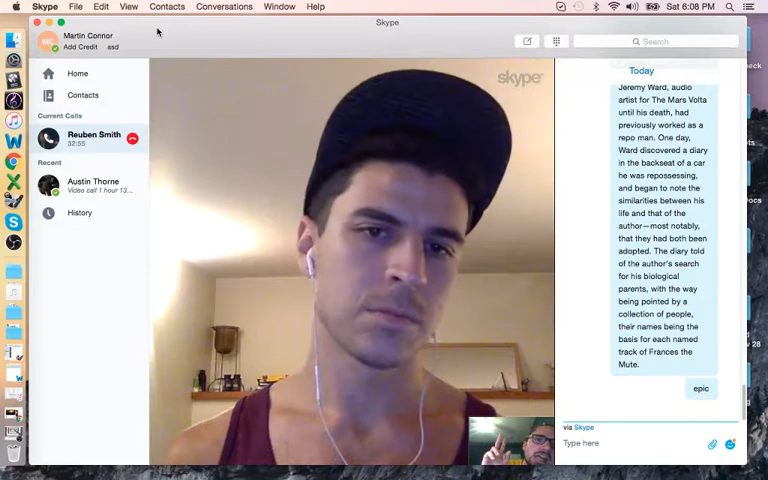 Skype File Edit View Contacts Conversations Window Help Sat 6:08 PM
Skype
MC Martin Connor
Add Credit asd
Search
Home
Contacts
Current Calls
Reuben Smith
32:55
Recent
Austin Thorne
Video call 1 hour 13...
History
skype
Today
Jeremy Ward, audio
artist for The Mars Volta
until his death, had
previously worked as a
repo man. One day,
Ward discovered a diary
in the backseat of a car
he was repossessing,
and began to note the
similarities between his
life and that of the
author—most notably,
that they had both been
adopted. The diary told
of the author's search
for his biological
parents, with the way
being pointed by a
collection of people,
their names being the
basis for each named
track of Frances the
Mute.
epic
via Skype
Type here